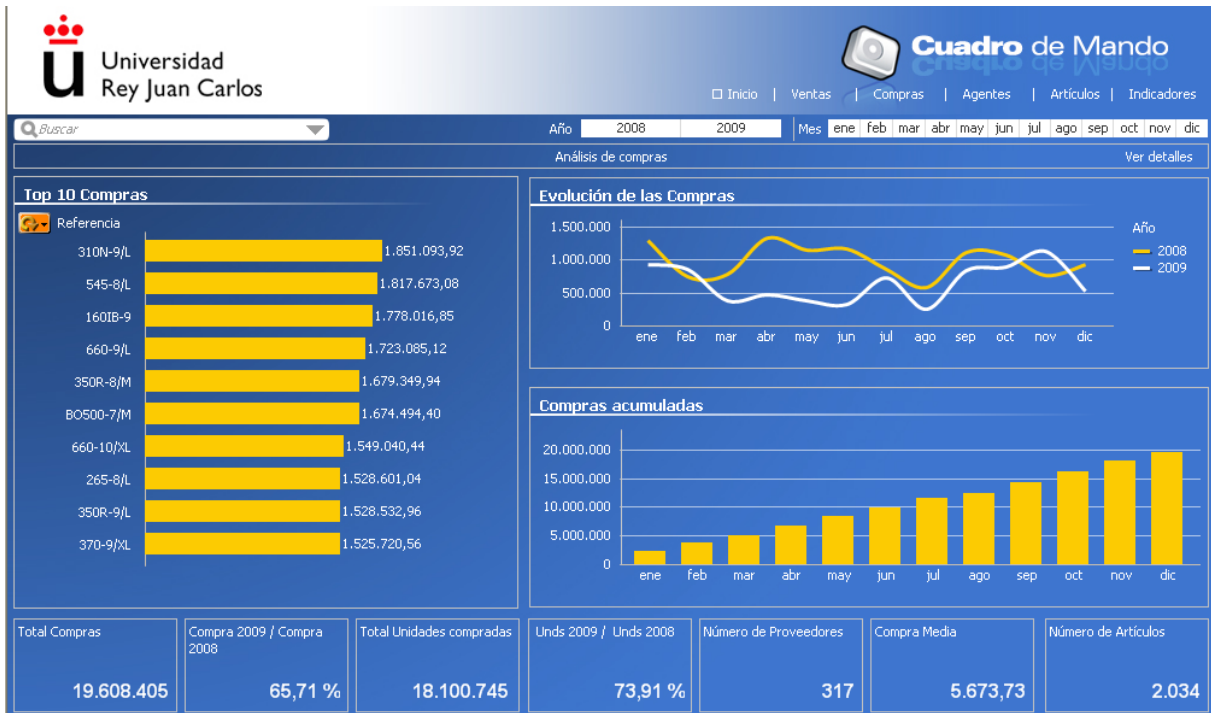 Universidad
Rey Juan Carlos
Cuadro de Mando
Inicio | Ventas | Compras | Agentes | Artículos | Indicadores
Buscar
Año 2008 2009 Mes ene feb mar abr may jun jul ago sep oct nov dic
Análisis de compras Ver detalles
Top 10 Compras
Referencia
310N-9/L 1.851.093,92
545-8/L 1.817.673,08
160IB-9 1.778.016,85
660-9/L 1.723.085,12
350R-8/M 1.679.349,94
BO500-7/M 1.674.494,40
660-10/XL 1.549.040,44
265-8/L 1.528.601,04
350R-9/L 1.528.532,96
370-9/XL 1.525.720,56
Evolución de las Compras
1.500.000
1.000.000
500.000
0
ene feb mar abr may jun jul ago sep oct nov dic
Año
2008
2009
Compras acumuladas
20.000.000
15.000.000
10.000.000
5.000.000
0
ene feb mar abr may jun jul ago sep oct nov dic
Total Compras
19.608.405
Compra 2009 / Compra
2008
65,71 %
Total Unidades compradas
18.100.745
Unds 2009 / Unds 2008
73,91 %
Número de Proveedores
317
Compra Media
5.673,73
Número de Artículos
2.034